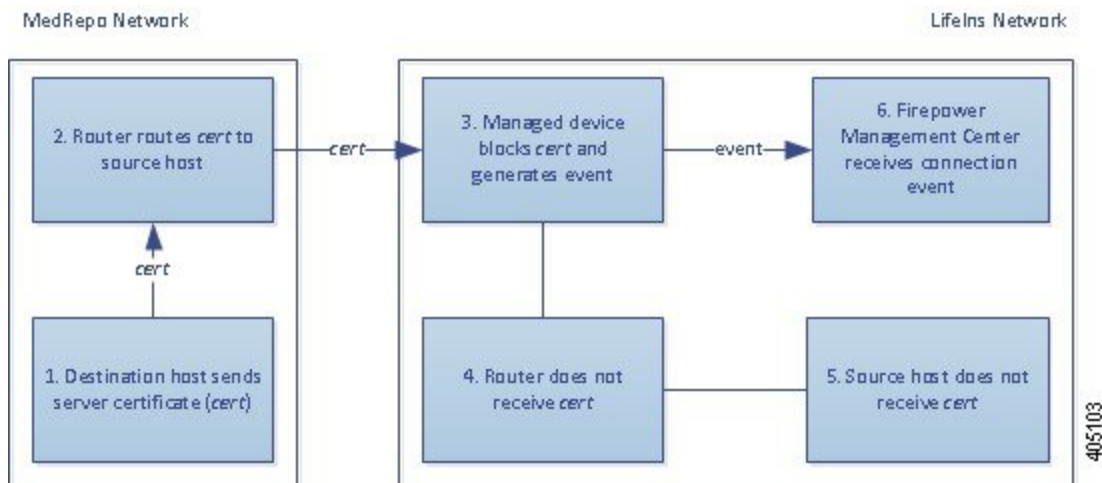 MedRepo Network
LifeIns Network
2. Router routes cert to
source host
cert
3. Managed device
blocks cert and
generates event
event
6. Firepower
Management Center
receives connection
event
cert
1. Destination host sends
server certificate (cert)
4. Router does not
receive cert
5. Source host does not
receive cert
405103